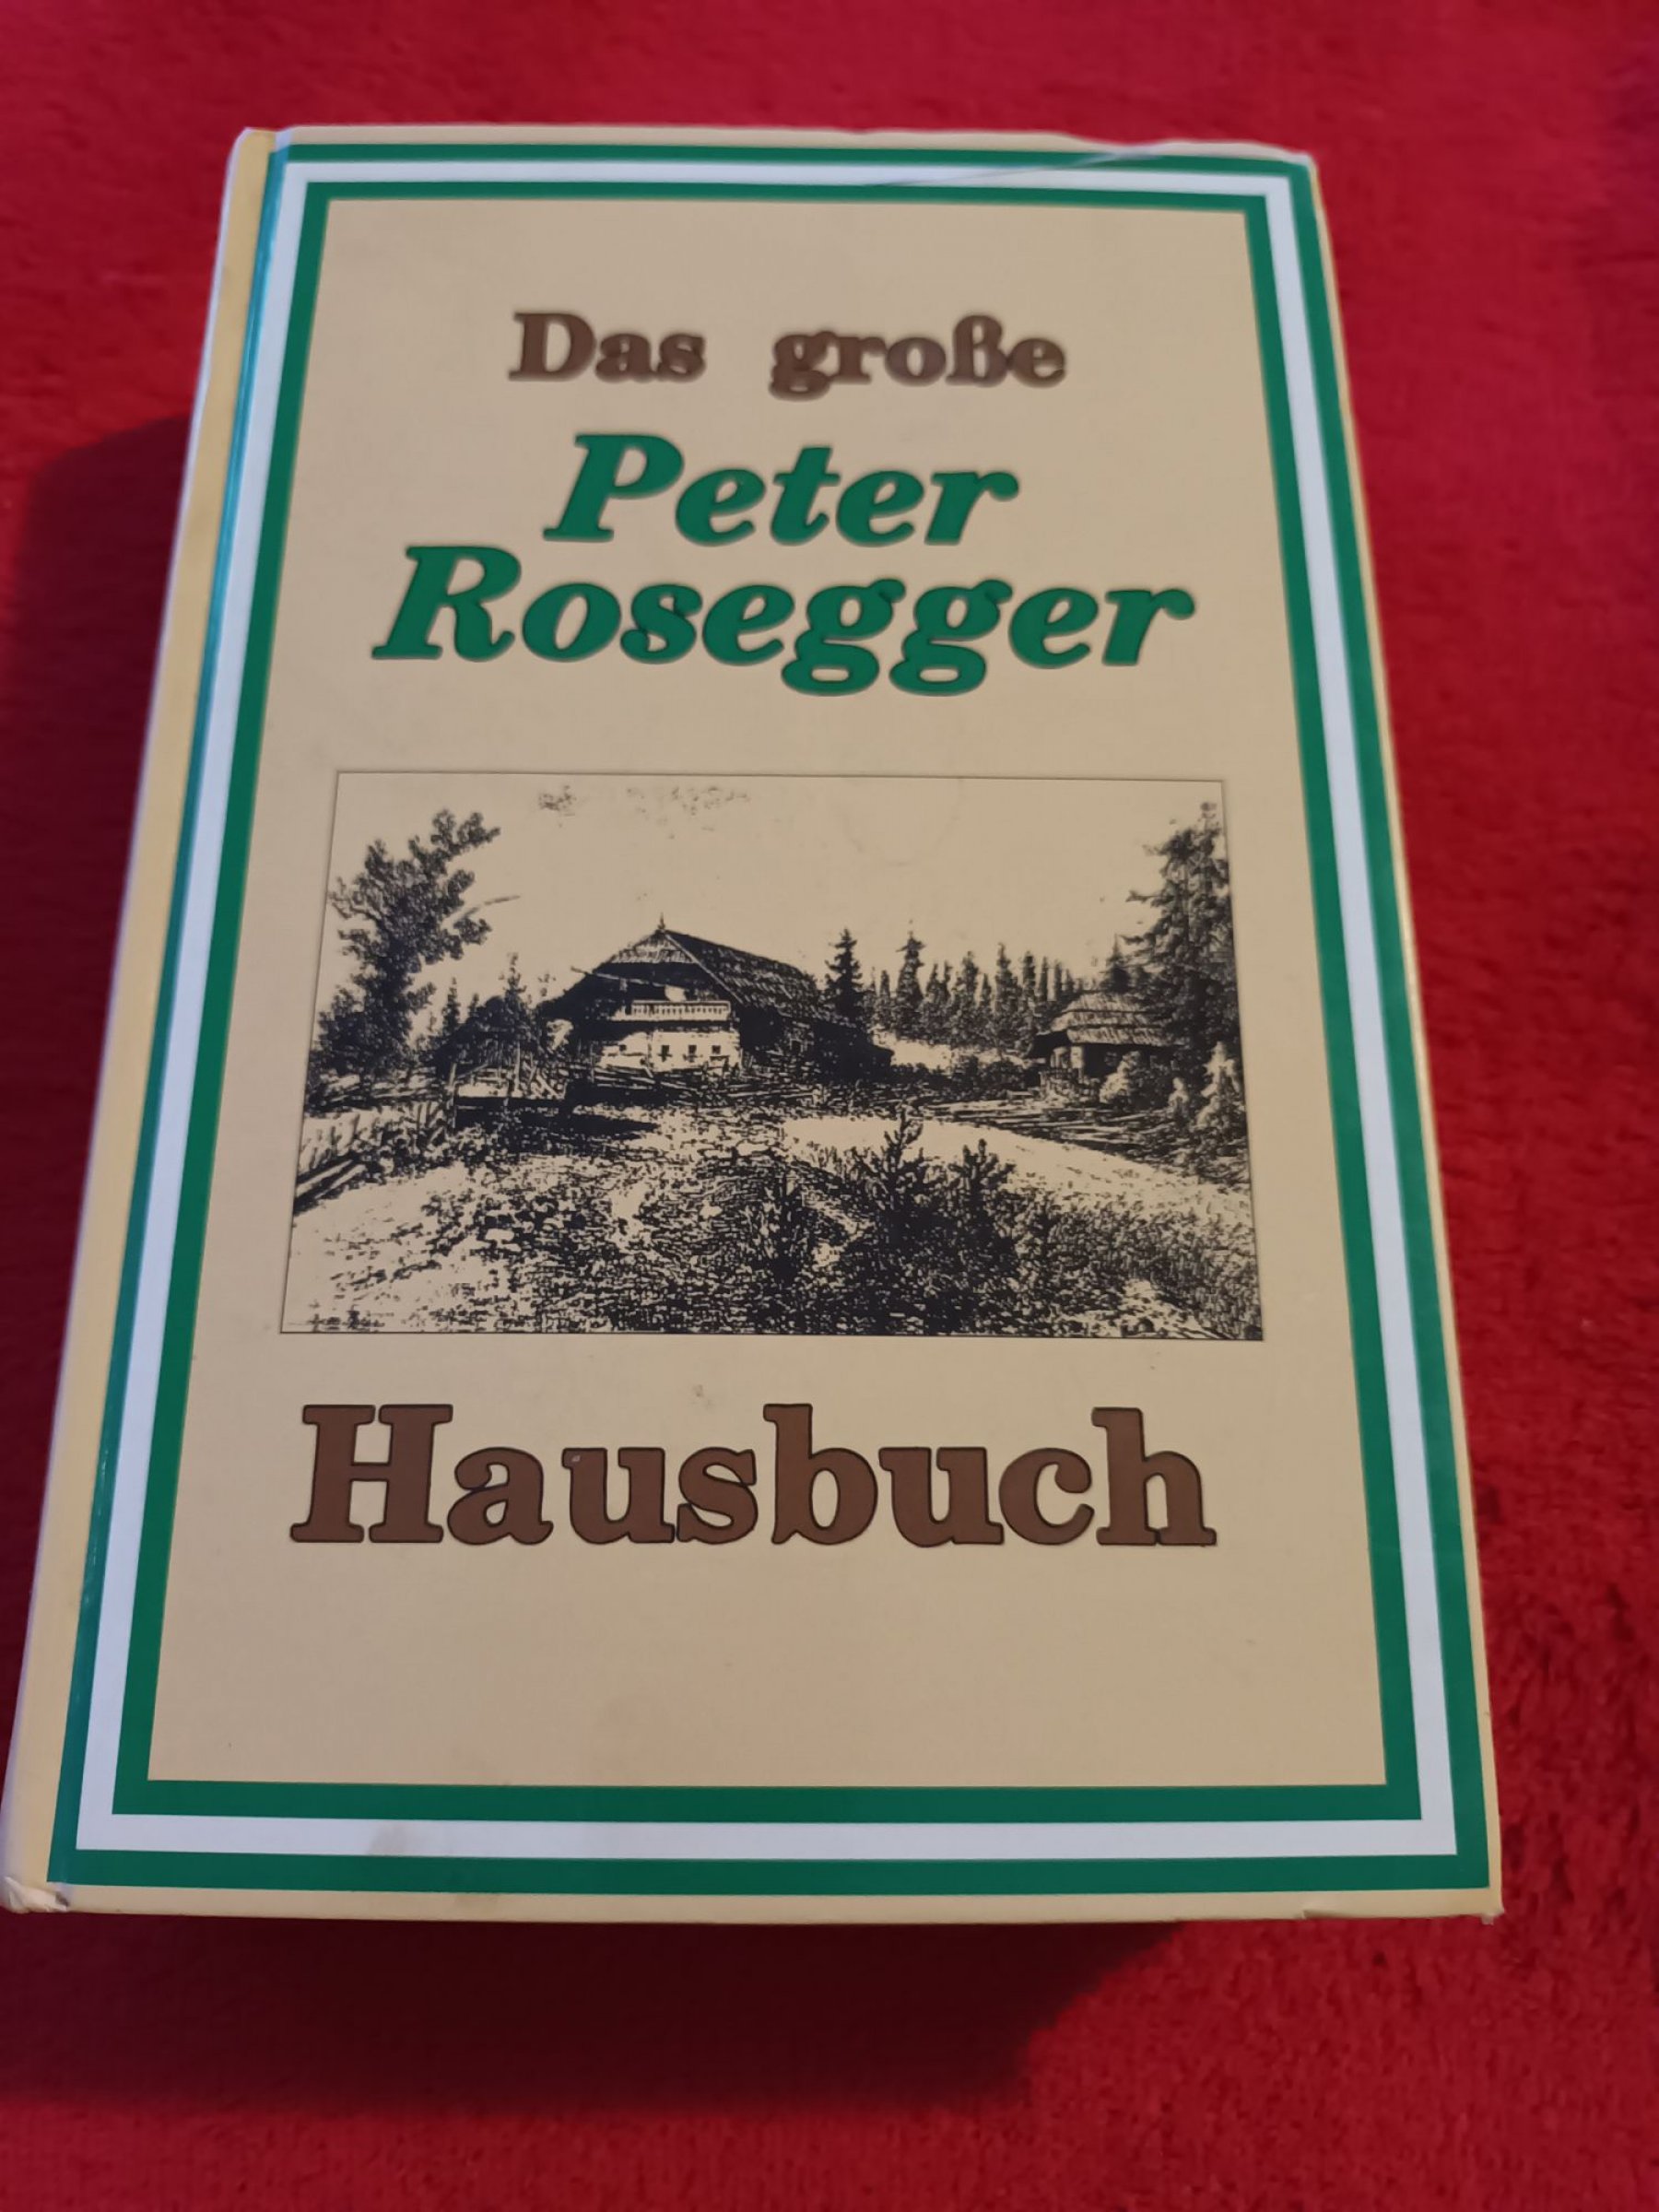 Das große
Peter
Rosegger
Hausbuch